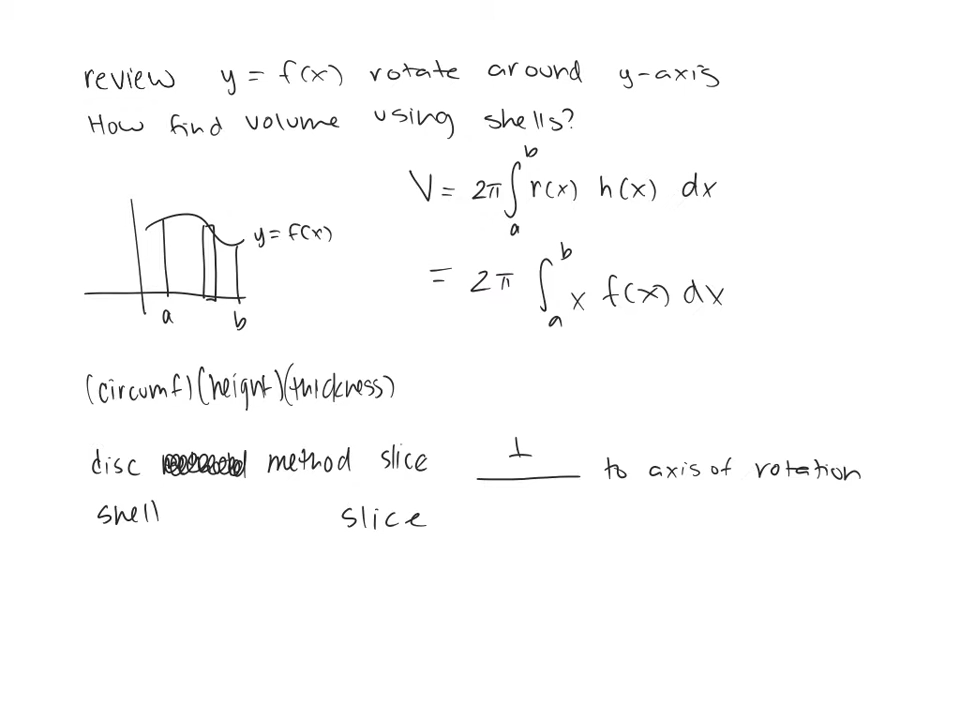 review y = f(x) rotate around y-axis
How find volume using shells?
V = 2π ∫_a^b r(x) h(x) dx
y = f(x)
a b
= 2π ∫_a^b x f(x) dx
(circumf)(height)(thickness)
disc method slice ⊥ to axis of rotation
shell slice